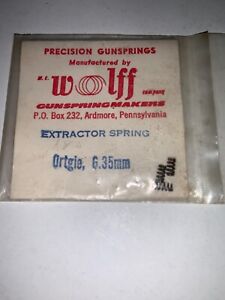 PRECISION GUNSPRINGS
Manufactured by
W. C.
wolff
company
GUNSPRINGMAKERS
P.O. Box 232, Ardmore, Pennsylvania
EXTRACTOR SPRING
Ortgie, 6.35mm